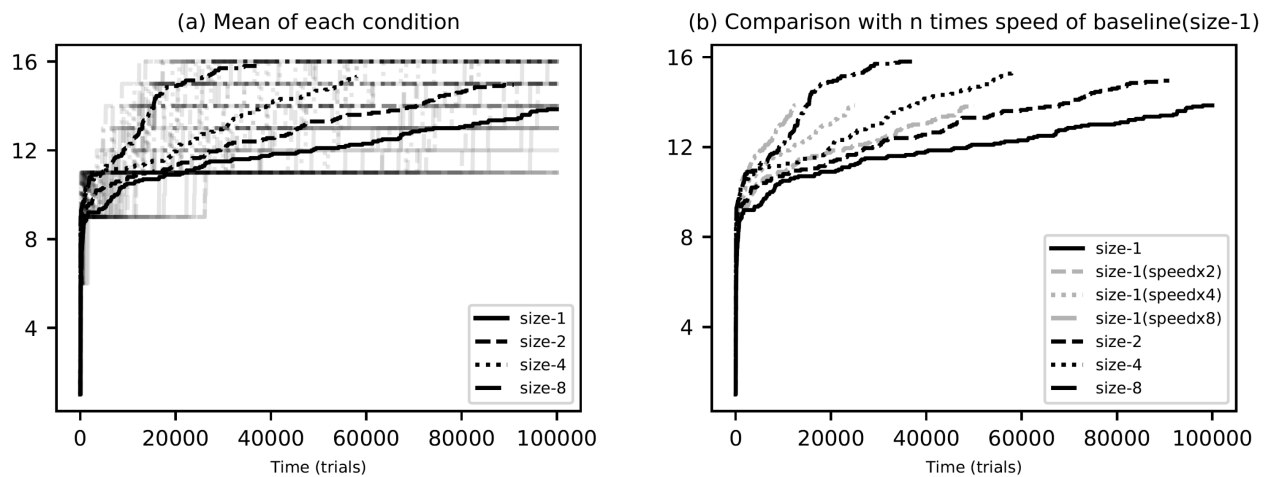 (a) Mean of each condition
16
12
8
4
0 20000 40000 60000 80000 100000
Time (trials)
size-1
size-2
size-4
size-8
(b) Comparison with n times speed of baseline(size-1)
16
12
8
4
0 20000 40000 60000 80000 100000
Time (trials)
size-1
size-1(speedx2)
size-1(speedx4)
size-1(speedx8)
size-2
size-4
size-8